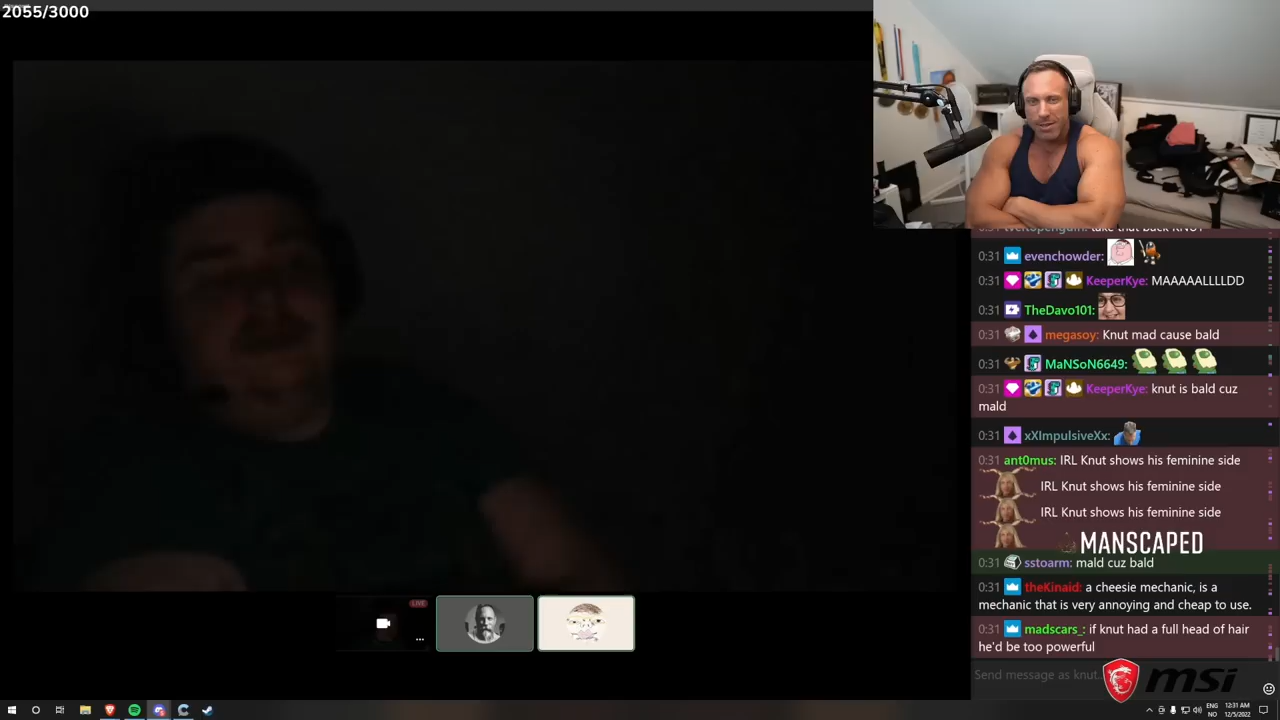 2055/3000
0:31 evenchowder:
0:31 KeeperKye: MAAAAALLLLDD
0:31 TheDavo101:
0:31 megasoy: Knut mad cause bald
0:31 MaNSoN6649:
0:31 KeeperKye: knut is bald cuz
mald
0:31 xXImpulsiveXx:
0:31 ant0mus: IRL Knut shows his feminine side
IRL Knut shows his feminine side
IRL Knut shows his feminine side
MANSCAPED
0:31 sstoarm: mald cuz bald
0:31 theKinaid: a cheesie mechanic, is a
mechanic that is very annoying and cheap to use.
0:31 madscars_: if knut had a full head of hair
he'd be too powerful
LIVE
Send message as knut...
msi
ENG
NO
12:31 AM
12/5/2022